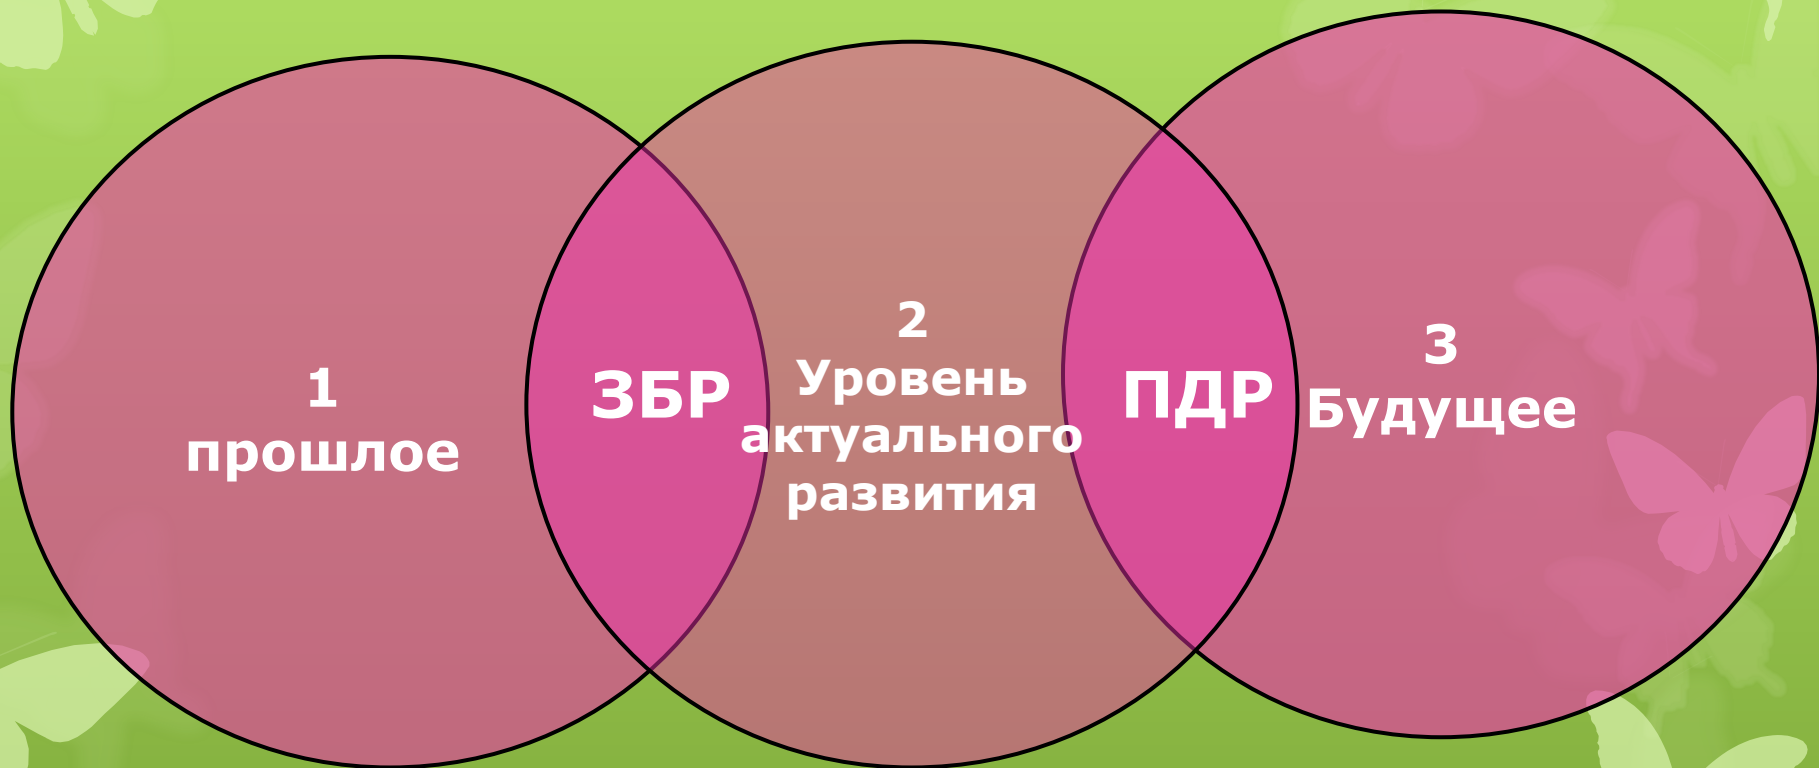 1
прошлое
ЗБР
2
Уровень
актуального
развития
ПДР
3
Будущее